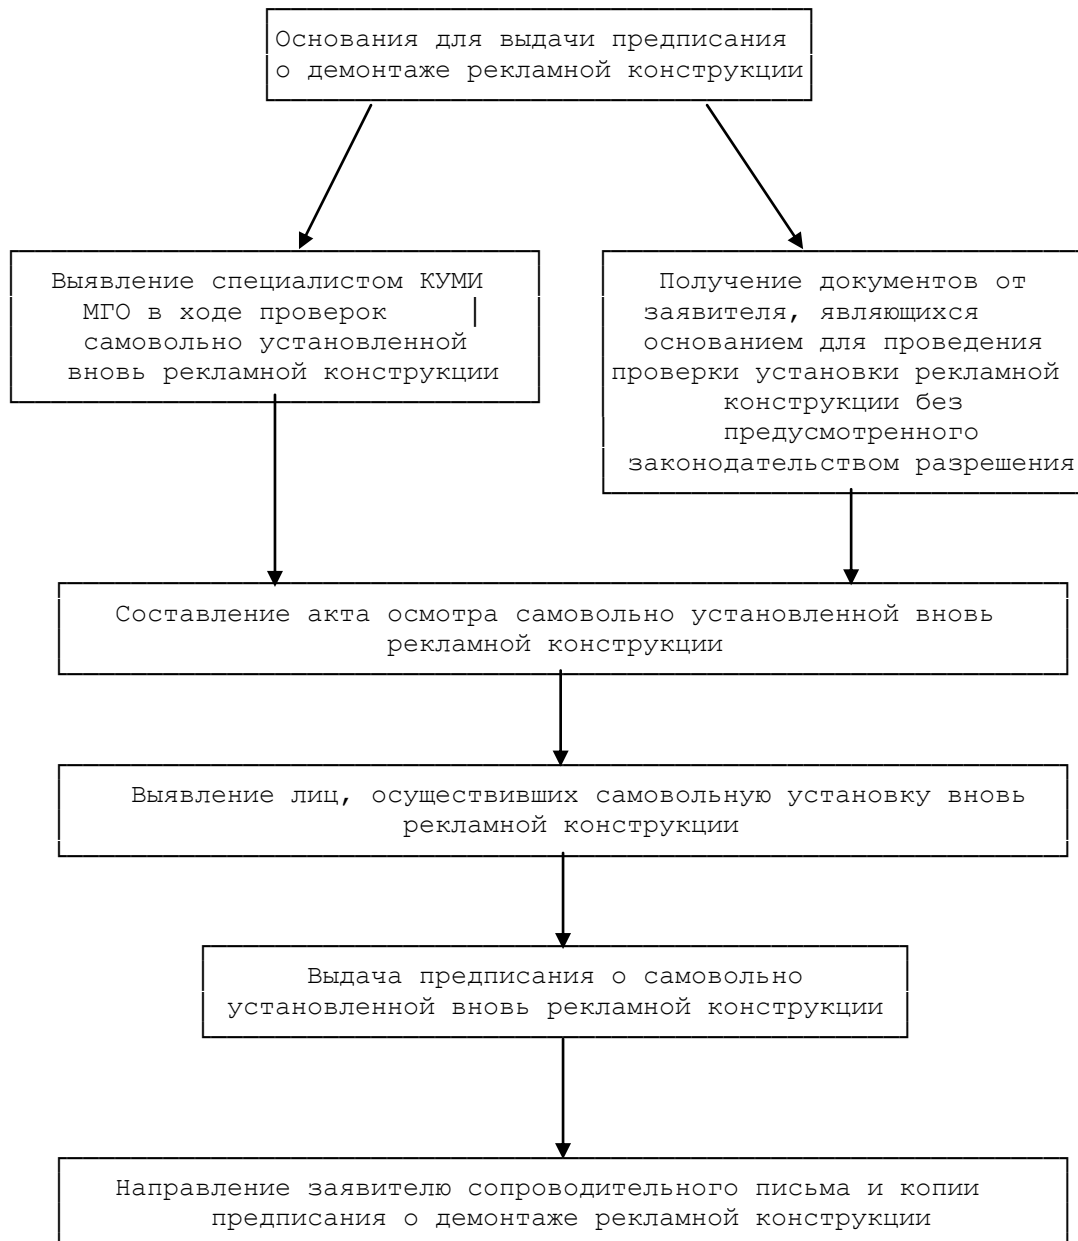 Основания для выдачи предписания
о демонтаже рекламной конструкции
Выявление специалистом КУМИ
МГО в ходе проверок |
самовольно установленной
вновь рекламной конструкции
Получение документов от
заявителя, являющихся
основанием для проведения
проверки установки рекламной
конструкции без
предусмотренного
законодательством разрешения
Составление акта осмотра самовольно установленной вновь
рекламной конструкции
Выявление лиц, осуществивших самовольную установку вновь
рекламной конструкции
Выдача предписания о самовольно
установленной вновь рекламной конструкции
Направление заявителю сопроводительного письма и копии
предписания о демонтаже рекламной конструкции